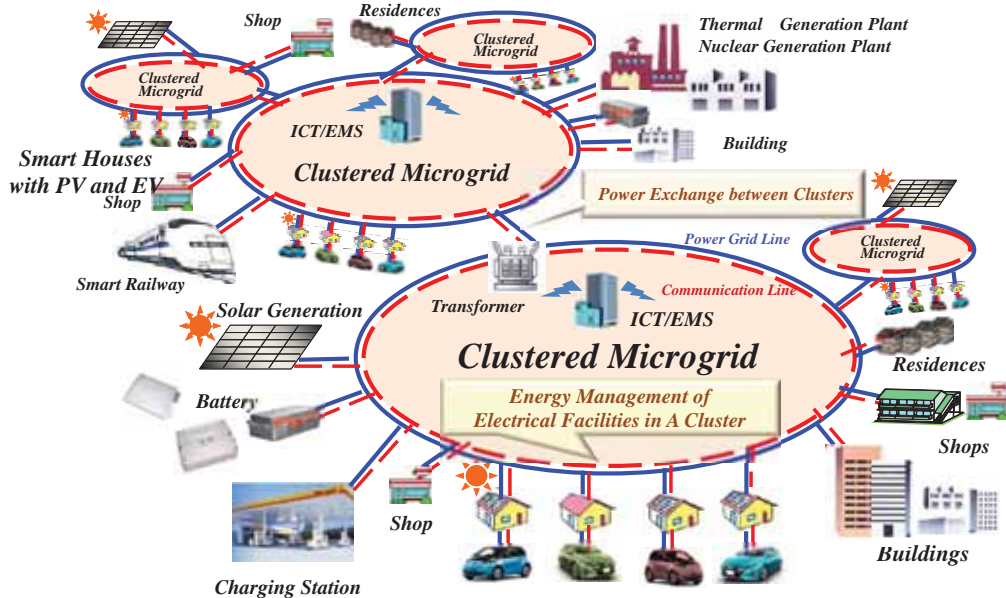 Shop
Residences
Thermal Generation Plant
Nuclear Generation Plant
Clustered
Microgrid
Clustered
Microgrid
ICT/EMS
Clustered Microgrid
Building
Smart Houses
with PV and EV
Shop
Smart Railway
Power Exchange between Clusters
Power Grid Line
Clustered
Microgrid
Transformer
Communication Line
ICT/EMS
Solar Generation
Clustered Microgrid
Residences
Battery
Energy Management of
Electrical Facilities in A Cluster
Shops
Shop
Buildings
Charging Station